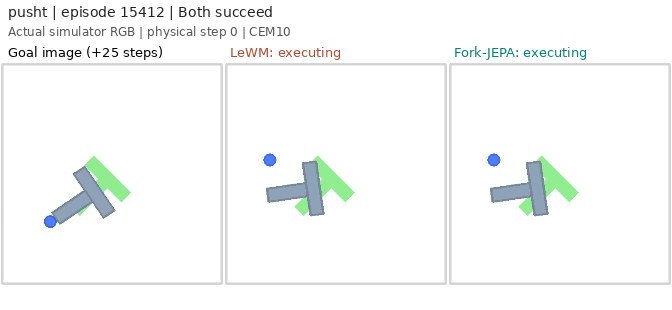 pusht | episode 15412 | Both succeed
Actual simulator RGB | physical step 0 | CEM10
Goal image (+25 steps)
LeWM: executing
Fork-JEPA: executing